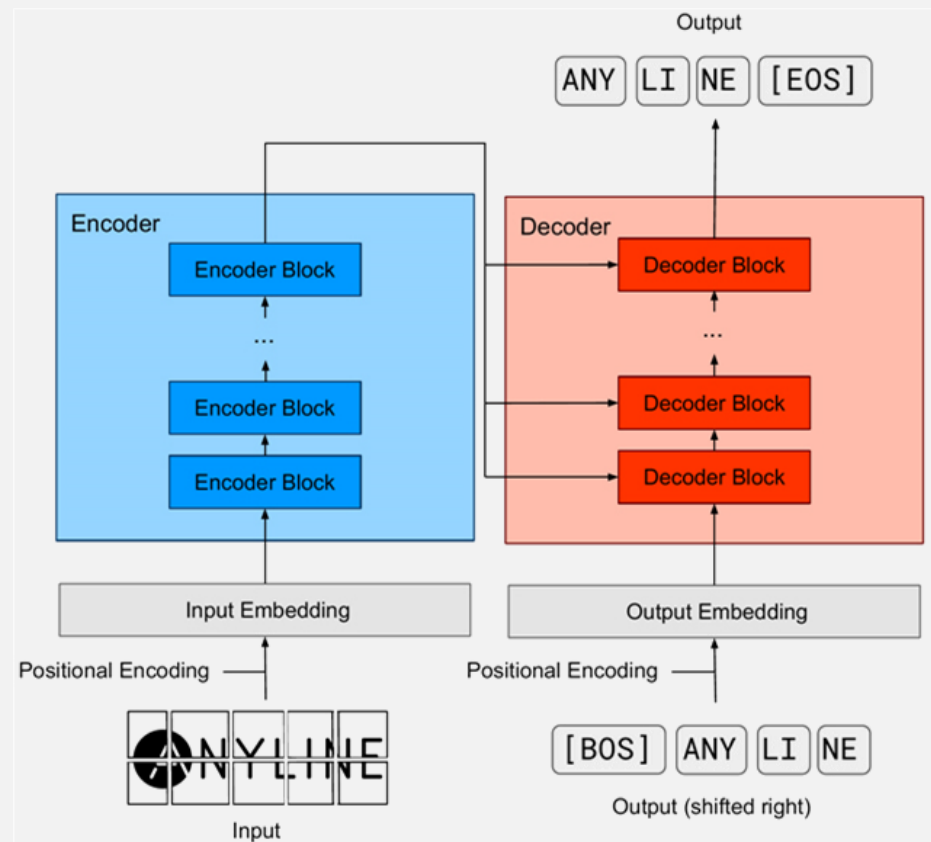 Output
ANY LI NE [EOS]
Encoder
Encoder Block
...
Encoder Block
Encoder Block
Input Embedding
Positional Encoding
ANYLINE
Input
Decoder
Decoder Block
...
Decoder Block
Decoder Block
Output Embedding
Positional Encoding
[BOS] ANY LI NE
Output (shifted right)